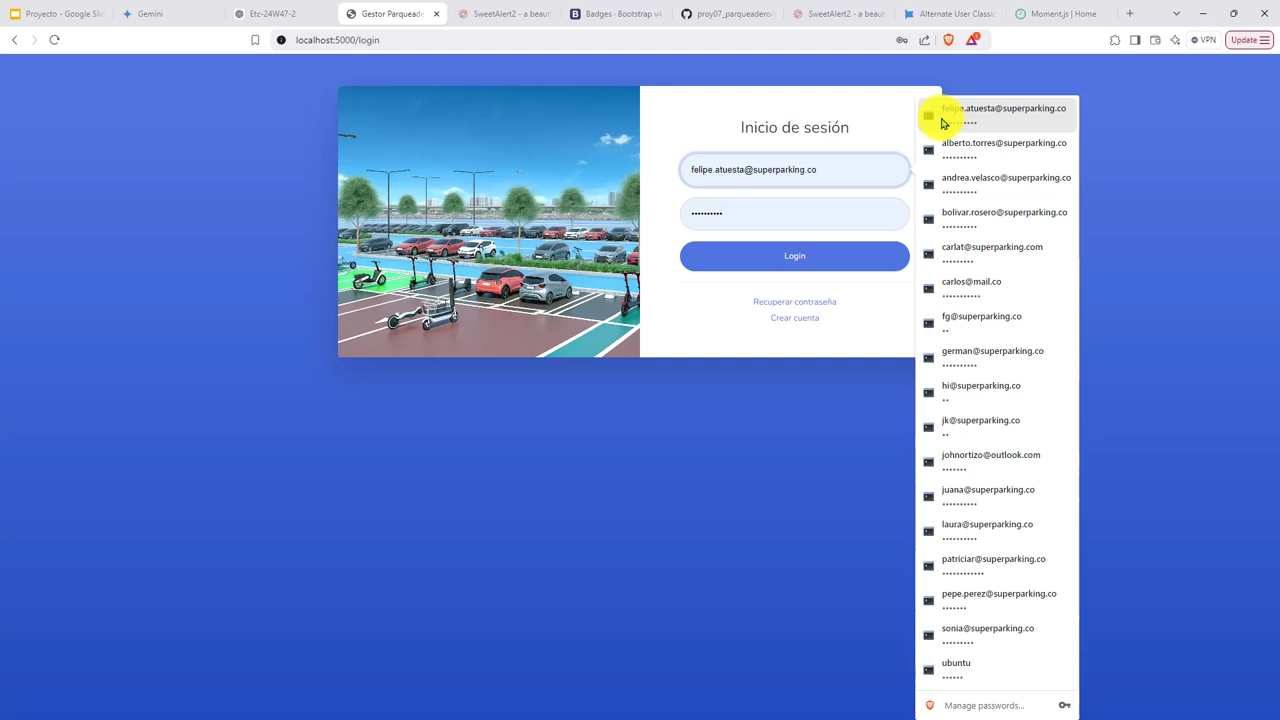 Proyecto - Google Slid
Gemini
Etc-24W47-2
Gestor Parqueade
SweetAlert2 - a beaut
Badges · Bootstrap v4
proy07_parqueaderol
SweetAlert2 - a beaut
Alternate User Classic
Moment.js | Home
localhost:5000/login
VPN
Update
Inicio de sesión
felipe.atuesta@superparking.co
••••••••••
Login
Recuperar contraseña
Crear cuenta
felipe.atuesta@superparking.co
alberto.torres@superparking.co
••••••••••
andrea.velasco@superparking.co
••••••••••
bolivar.rosero@superparking.co
••••••••••
carlat@superparking.com
•••••••••
carlos@mail.co
•••••••••••
fg@superparking.co
••
german@superparking.co
••••••••••
hi@superparking.co
••
jk@superparking.co
••
johnortizo@outlook.com
•••••••
juana@superparking.co
••••••••••
laura@superparking.co
••••••••••
patriciar@superparking.co
••••••••••••
pepe.perez@superparking.co
•••••••
sonia@superparking.co
•••••••••
ubuntu
••••••
Manage passwords...